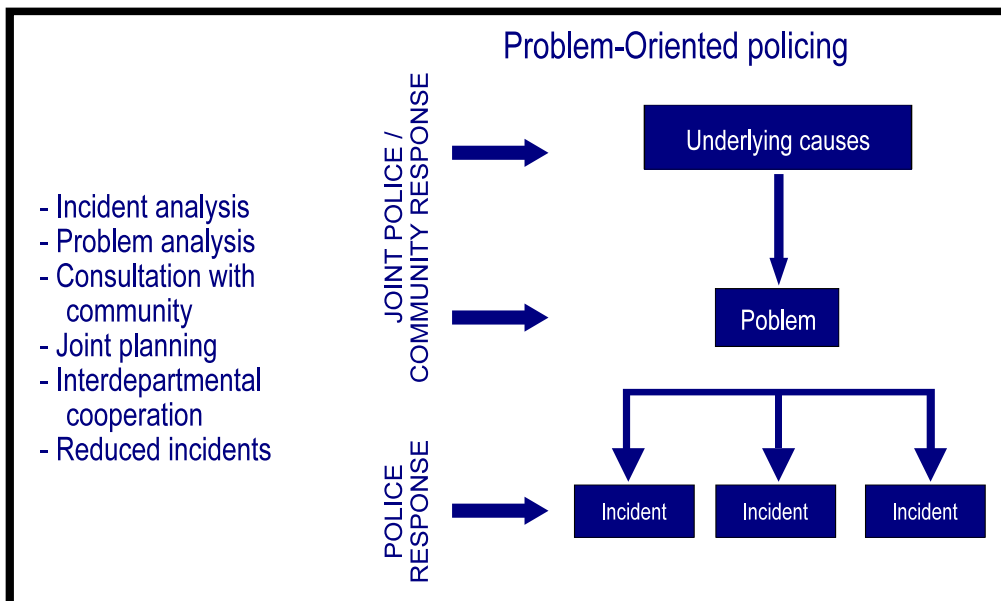 Problem-Oriented policing
- Incident analysis
- Problem analysis
- Consultation with
community
- Joint planning
- Interdepartmental
cooperation
- Reduced incidents
JOINT POLICE /
COMMUNITY RESPONSE
POLICE
RESPONSE
Underlying causes
Poblem
Incident
Incident
Incident